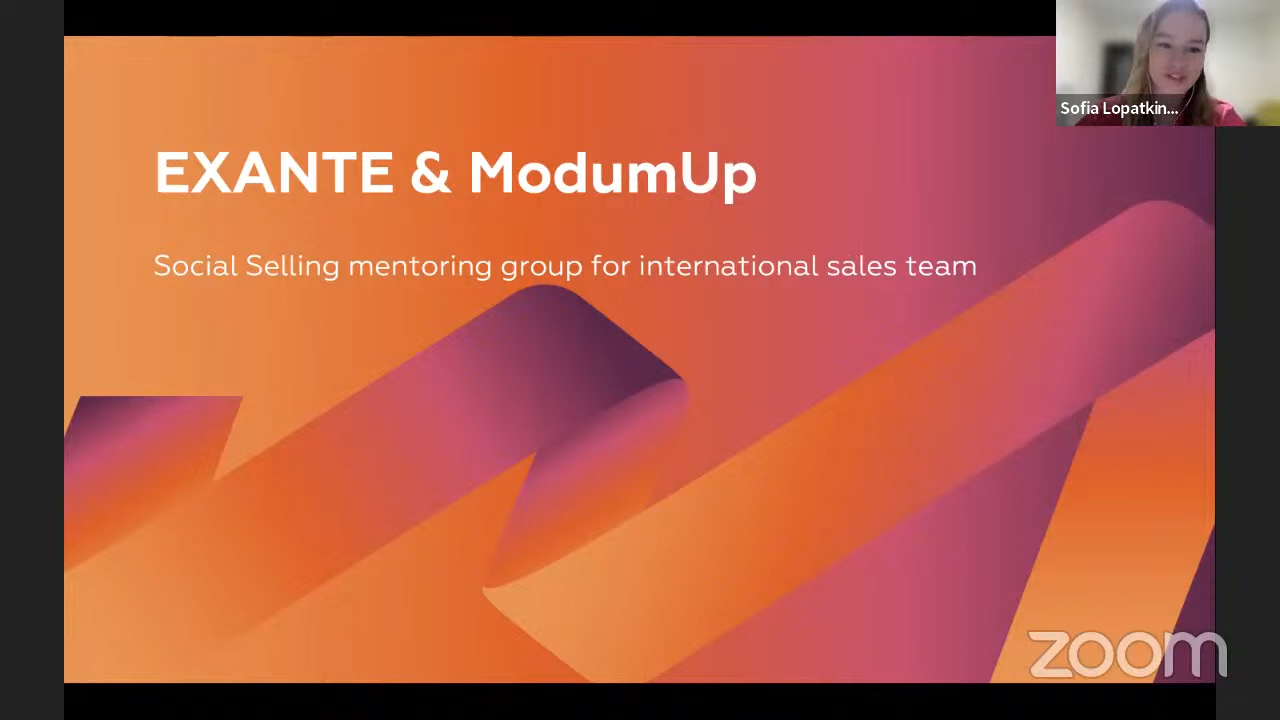 EXANTE & ModumUp
Social Selling mentoring group for international sales team
Sofia Lopatkin...
zoom